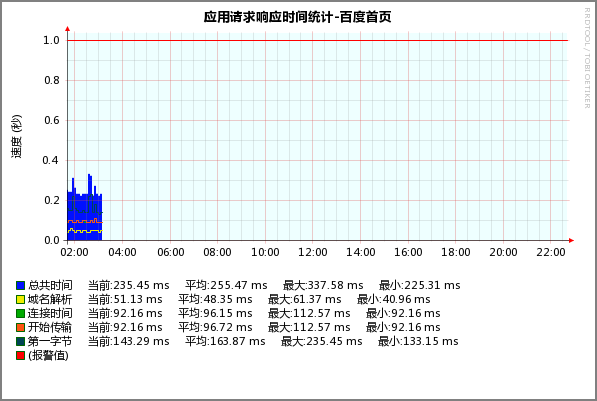 应用请求响应时间统计-百度首页
RRDTOOL / TOBI OETIKER
速度 (秒)
1.0
0.8
0.6
0.4
0.2
0.0
02:00 04:00 06:00 08:00 10:00 12:00 14:00 16:00 18:00 20:00 22:00
总共时间 当前:235.45 ms 平均:255.47 ms 最大:337.58 ms 最小:225.31 ms
域名解析 当前:51.13 ms 平均:48.35 ms 最大:61.37 ms 最小:40.96 ms
连接时间 当前:92.16 ms 平均:96.15 ms 最大:112.57 ms 最小:92.16 ms
开始传输 当前:92.16 ms 平均:96.72 ms 最大:112.57 ms 最小:92.16 ms
第一字节 当前:143.29 ms 平均:163.87 ms 最大:235.45 ms 最小:133.15 ms
(报警值)